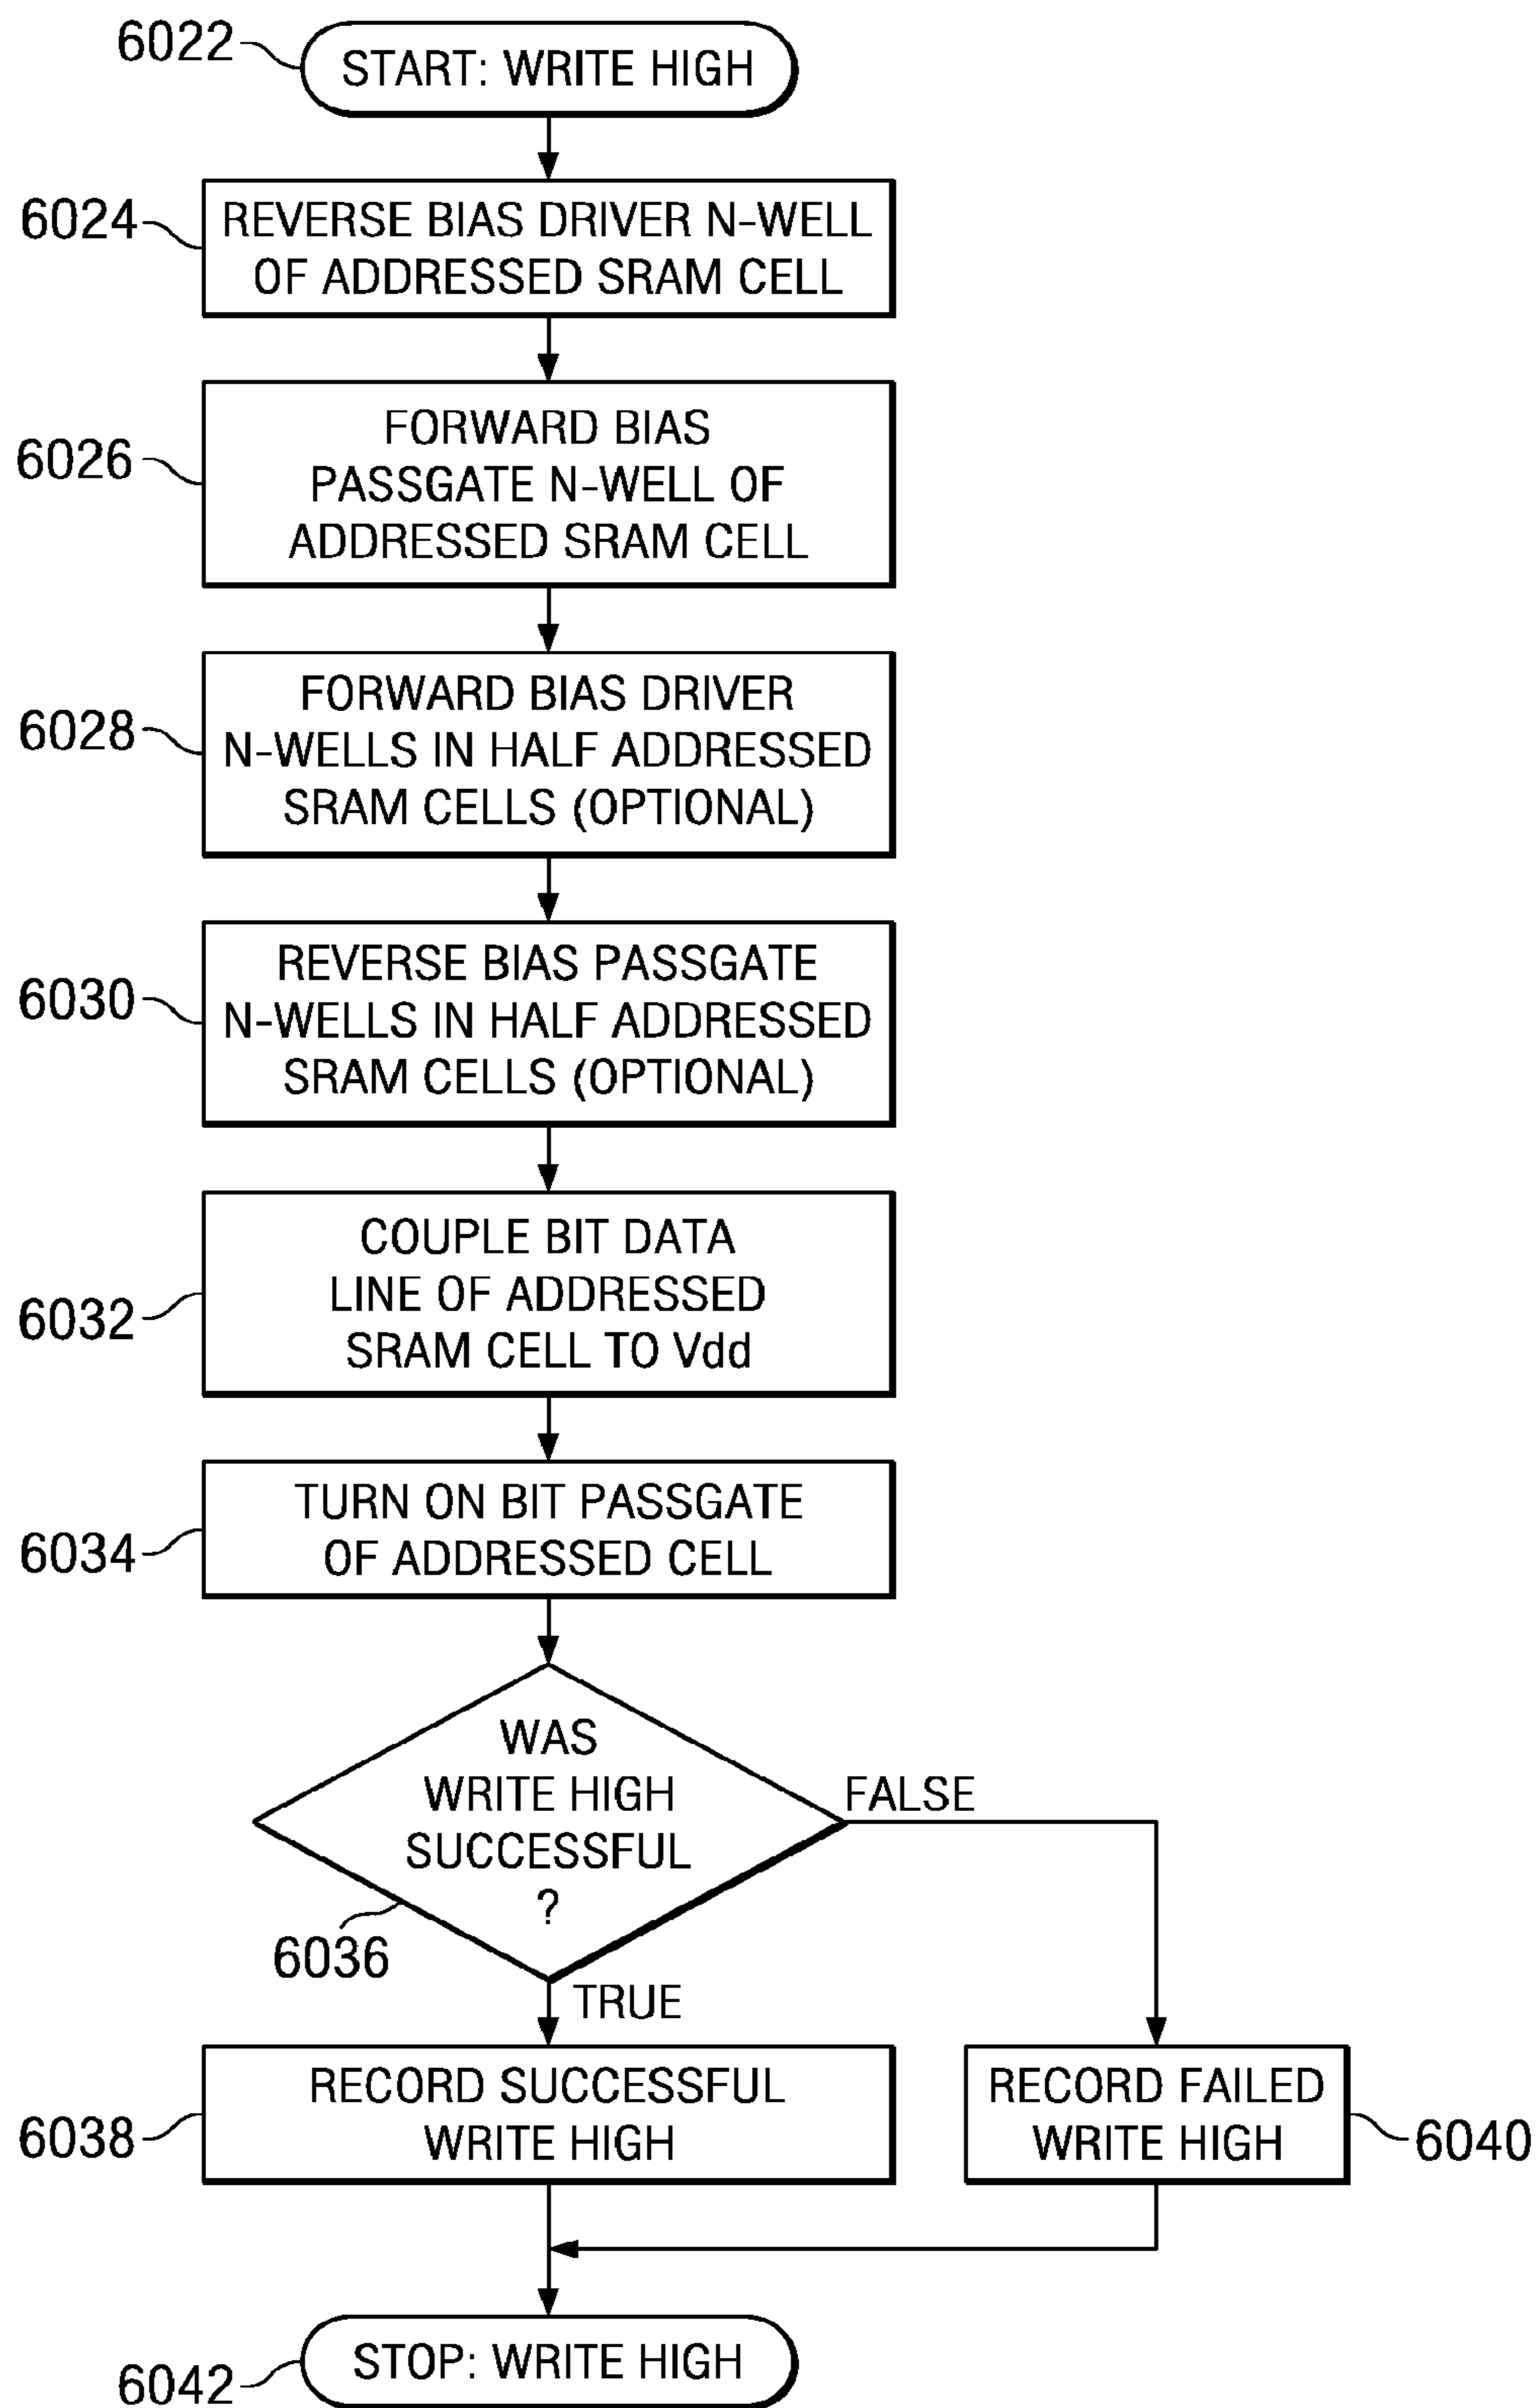 6022
START: WRITE HIGH
6024
REVERSE BIAS DRIVER N-WELL
OF ADDRESSED SRAM CELL
6026
FORWARD BIAS
PASSGATE N-WELL OF
ADDRESSED SRAM CELL
6028
FORWARD BIAS DRIVER
N-WELLS IN HALF ADDRESSED
SRAM CELLS (OPTIONAL)
6030
REVERSE BIAS PASSGATE
N-WELLS IN HALF ADDRESSED
SRAM CELLS (OPTIONAL)
6032
COUPLE BIT DATA
LINE OF ADDRESSED
SRAM CELL TO Vdd
6034
TURN ON BIT PASSGATE
OF ADDRESSED CELL
WAS
WRITE HIGH
SUCCESSFUL
?
6036
FALSE
TRUE
6038
RECORD SUCCESSFUL
WRITE HIGH
RECORD FAILED
WRITE HIGH
6040
6042
STOP: WRITE HIGH